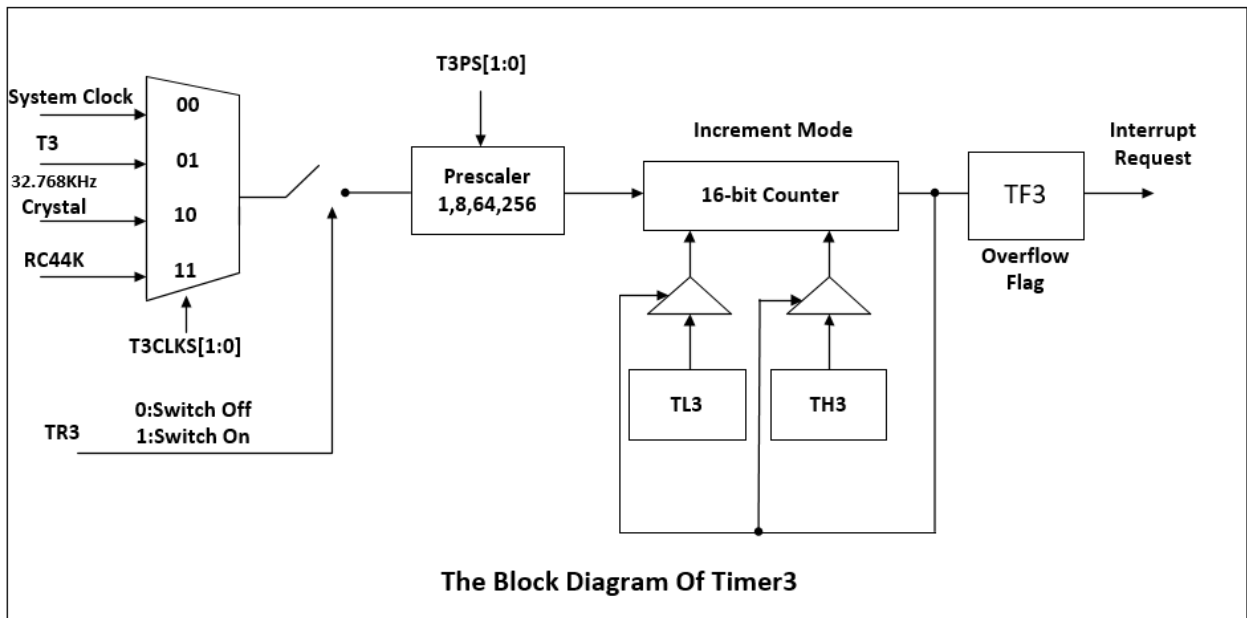 System Clock
T3
32.768KHz
Crystal
RC44K
00
01
10
11
T3CLKS[1:0]
TR3
0:Switch Off
1:Switch On
T3PS[1:0]
Prescaler
1,8,64,256
Increment Mode
16-bit Counter
TL3
TH3
TF3
Overflow
Flag
Interrupt
Request
The Block Diagram Of Timer3